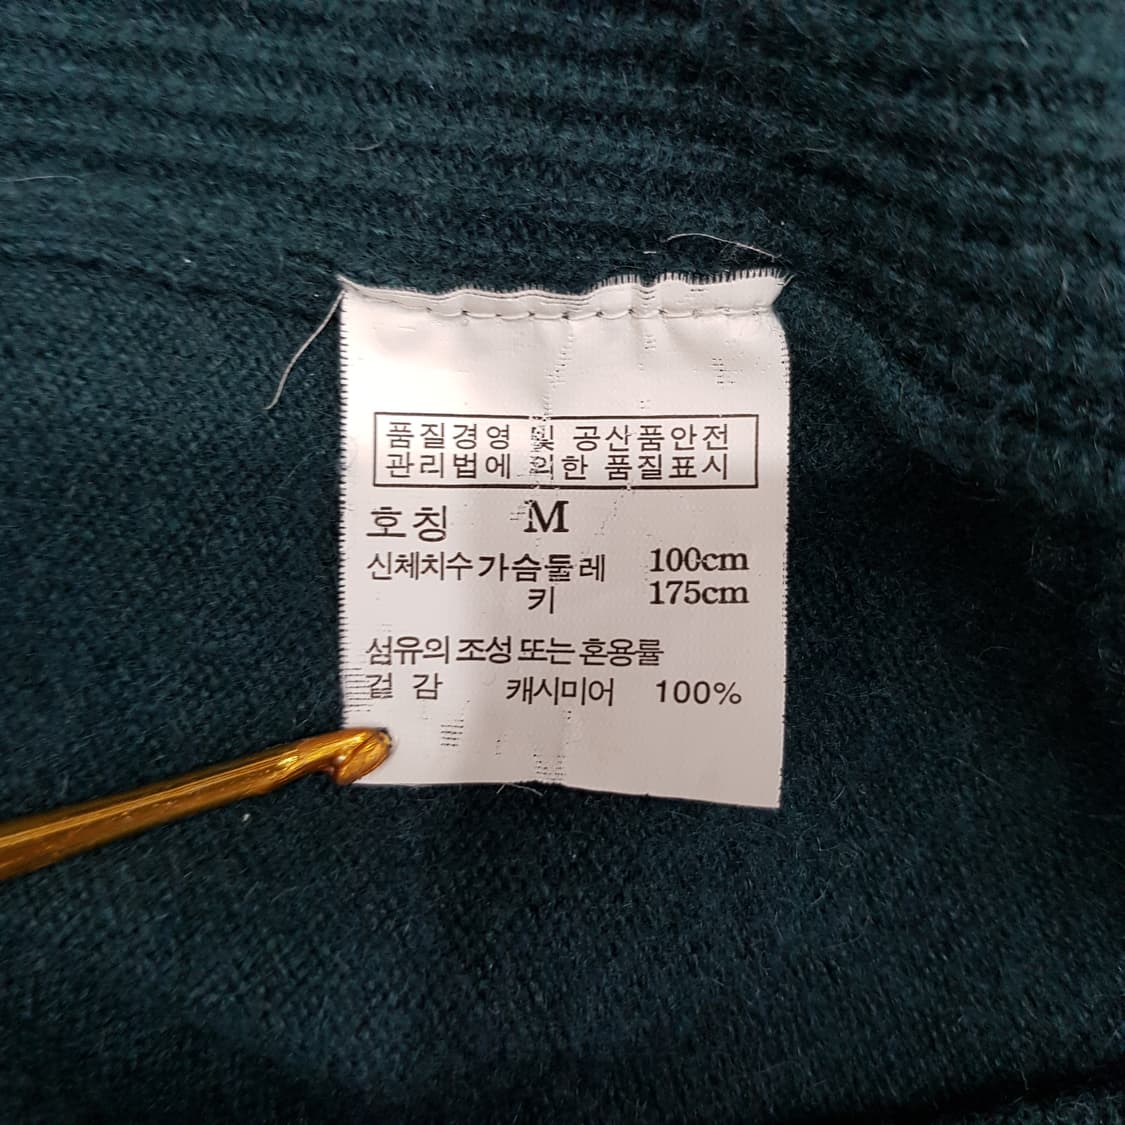 품질경영 및 공산품안전
관리법에 의한 품질표시
호칭 M
신체치수 가슴둘레 100cm
키 175cm
섬유의 조성 또는 혼용률
겉감 캐시미어 100%